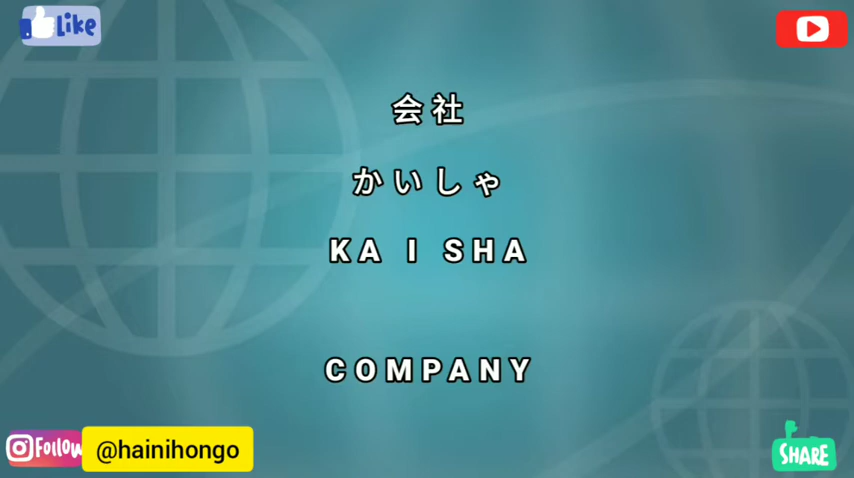 Like
会社
かいしゃ
KA I SHA
COMPANY
Follow @hainihongo
SHARE